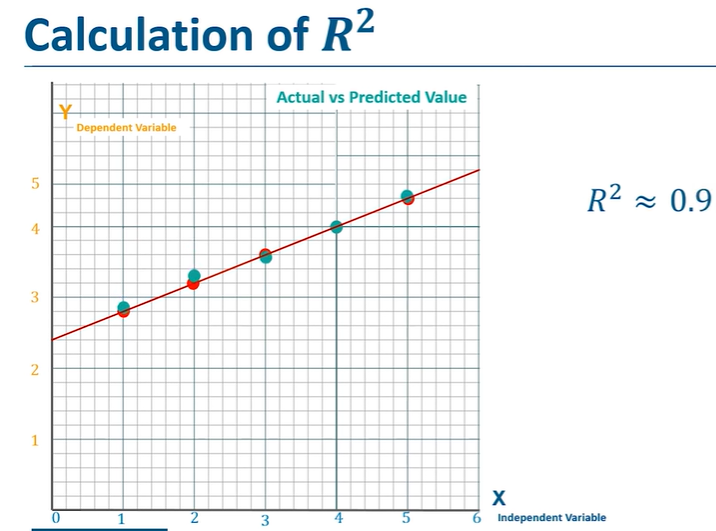 Calculation of R²
Actual vs Predicted Value
Y
Dependent Variable
R² ≈ 0.9
5
4
3
2
1
0 1 2 3 4 5 6
X
Independent Variable